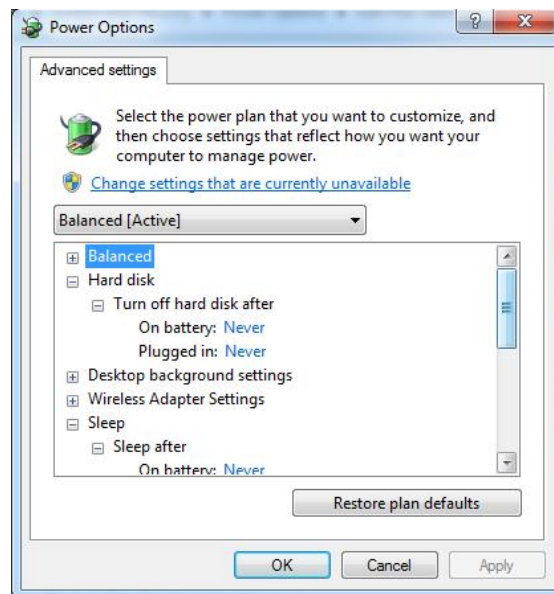 Power Options
Advanced settings
Select the power plan that you want to customize, and
then choose settings that reflect how you want your
computer to manage power.
Change settings that are currently unavailable
Balanced [Active]
Balanced
Hard disk
Turn off hard disk after
On battery: Never
Plugged in: Never
Desktop background settings
Wireless Adapter Settings
Sleep
Sleep after
On battery: Never
Restore plan defaults
OK
Cancel
Apply